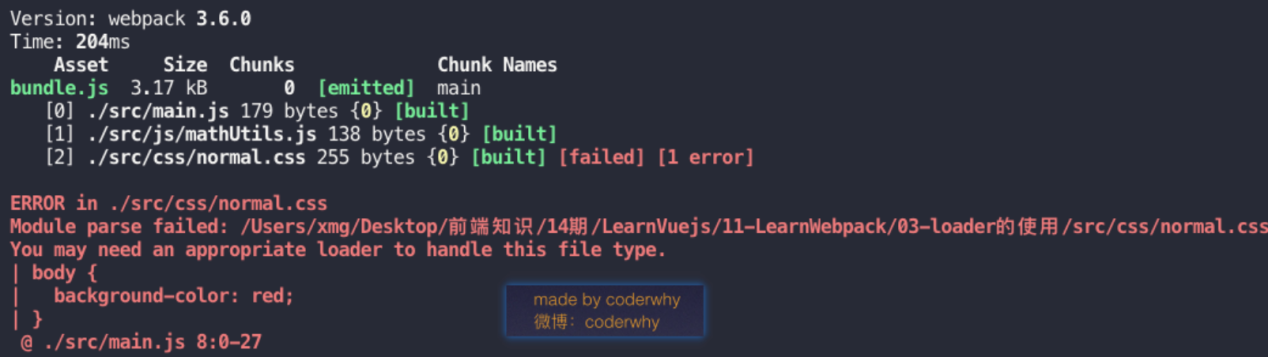 Version: webpack 3.6.0
Time: 204ms
Asset Size Chunks Chunk Names
bundle.js 3.17 kB 0 [emitted] main
[0] ./src/main.js 179 bytes {0} [built]
[1] ./src/js/mathUtils.js 138 bytes {0} [built]
[2] ./src/css/normal.css 255 bytes {0} [built] [failed] [1 error]
ERROR in ./src/css/normal.css
Module parse failed: /Users/xmg/Desktop/前端知识/14期/LearnVuejs/11-LearnWebpack/03-loader的使用/src/css/normal.css
You may need an appropriate loader to handle this file type.
| body {
|   background-color: red;
| }
@ ./src/main.js 8:0-27
made by coderwhy
微博：coderwhy